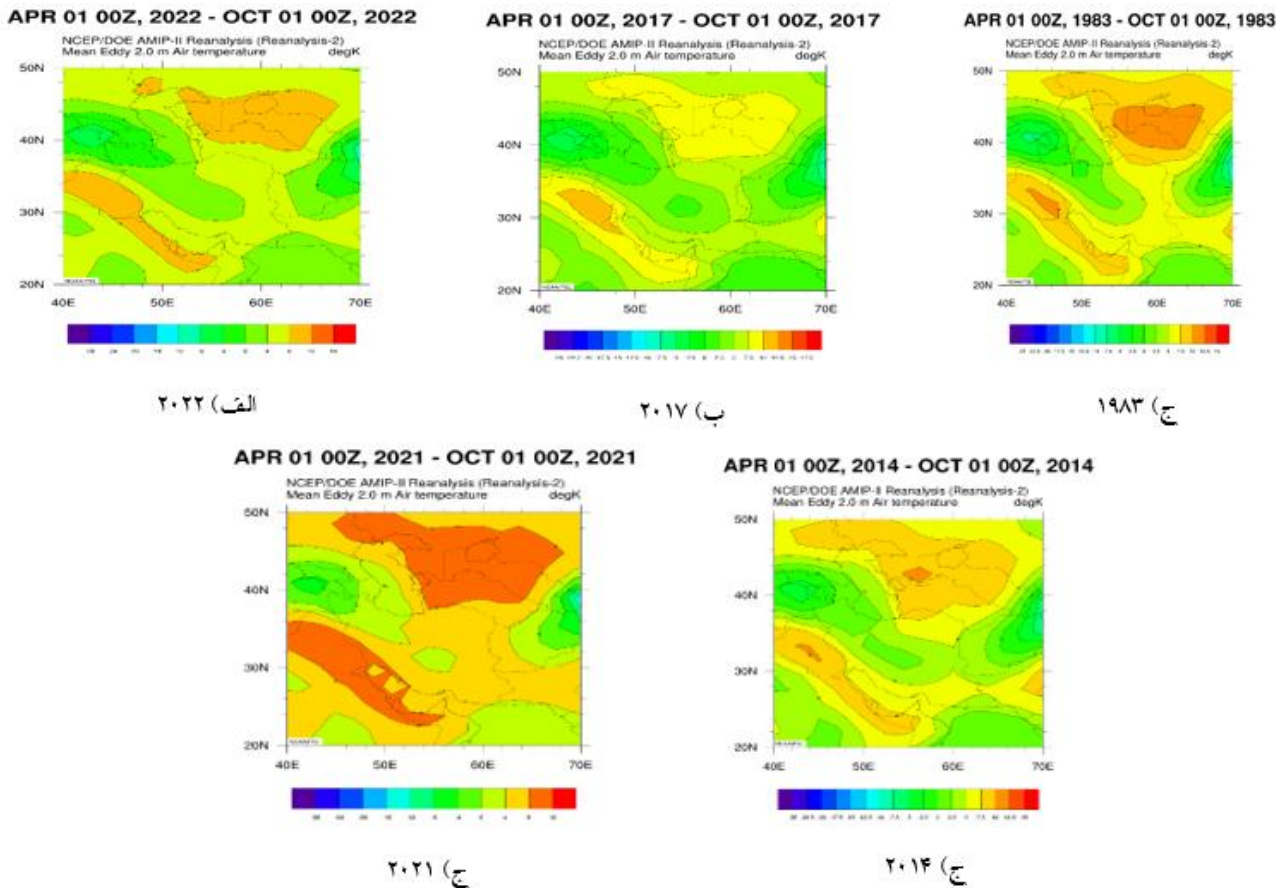 APR 01 00Z, 2022 - OCT 01 00Z, 2022
NCEP/DOE AMIP-II Reanalysis (Reanalysis-2)
Mean Eddy 2.0 m Air temperature degK
50N
40N
30N
20N
40E 50E 60E 70E
الف) ۲۰۲۲
APR 01 00Z, 2017 - OCT 01 00Z, 2017
NCEP/DOE AMIP-II Reanalysis (Reanalysis-2)
Mean Eddy 2.0 m Air temperature degK
50N
40N
30N
20N
40E 50E 60E 70E
ب) ۲۰۱۷
APR 01 00Z, 1983 - OCT 01 00Z, 1983
NCEP/DOE AMIP-II Reanalysis (Reanalysis-2)
Mean Eddy 2.0 m Air temperature degK
50N
40N
30N
20N
40E 50E 60E 70E
ج) ۱۹۸۳
APR 01 00Z, 2021 - OCT 01 00Z, 2021
NCEP/DOE AMIP-II Reanalysis (Reanalysis-2)
Mean Eddy 2.0 m Air temperature degK
50N
40N
30N
20N
40E 50E 60E 70E
ج) ۲۰۲۱
APR 01 00Z, 2014 - OCT 01 00Z, 2014
NCEP/DOE AMIP-II Reanalysis (Reanalysis-2)
Mean Eddy 2.0 m Air temperature degK
50N
40N
30N
20N
40E 50E 60E 70E
ج) ۲۰۱۴